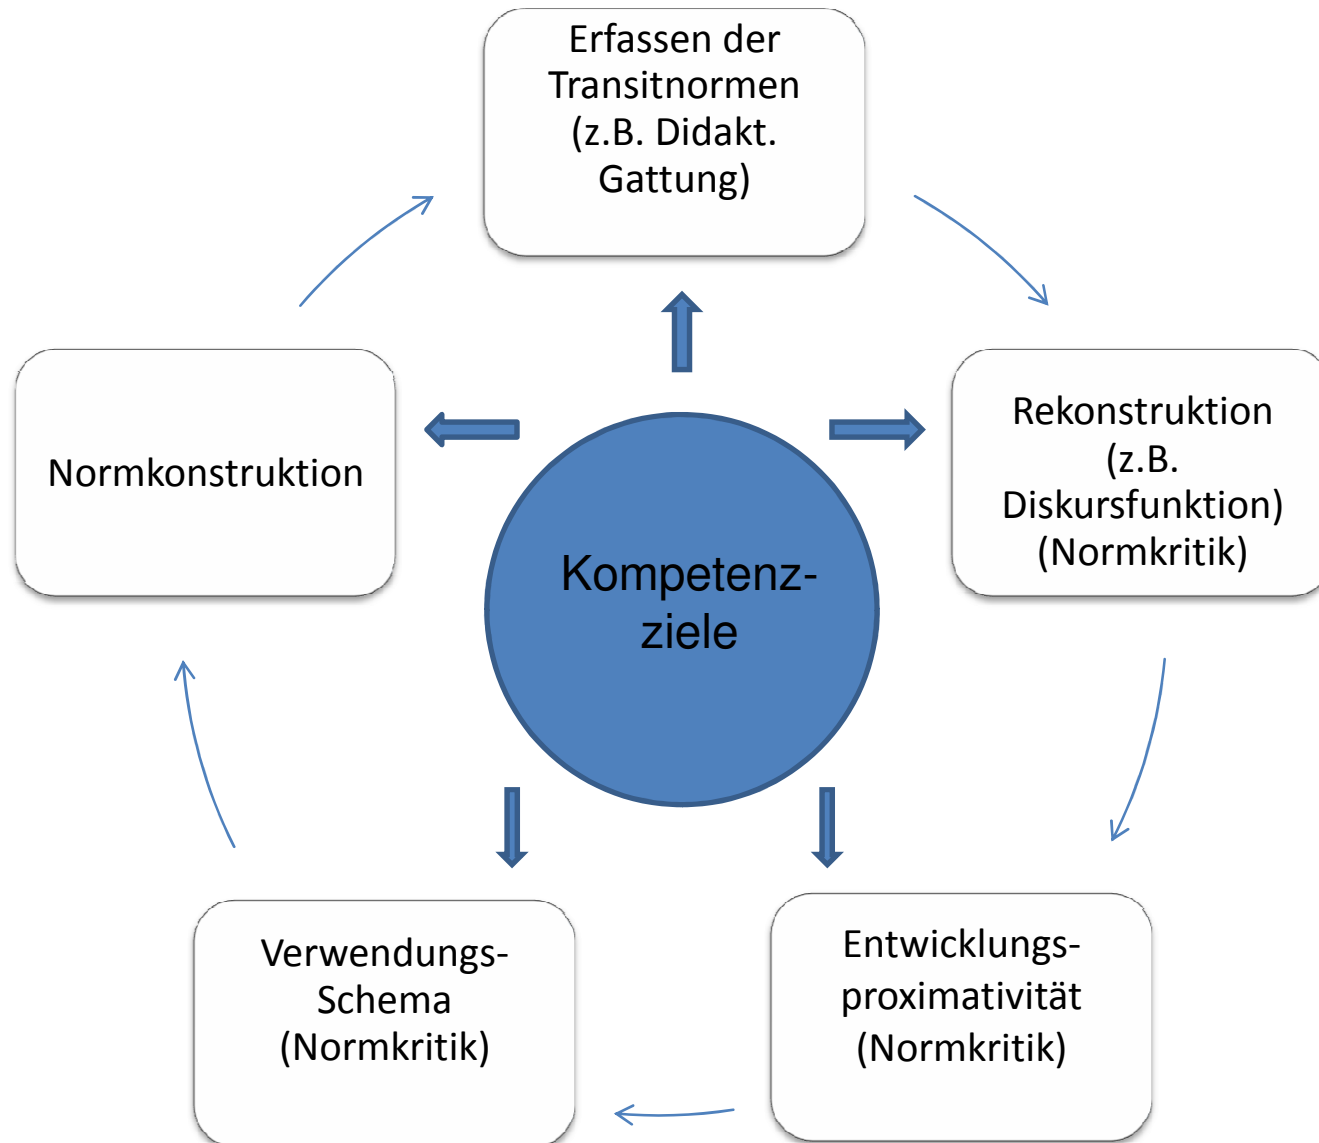 Erfassen der
Transitnormen
(z.B. Didakt.
Gattung)
Rekonstruktion
(z.B.
Diskursfunktion)
(Normkritik)
Entwicklungs-
proximativität
(Normkritik)
Verwendungs-
Schema
(Normkritik)
Normkonstruktion
Kompetenz-
ziele